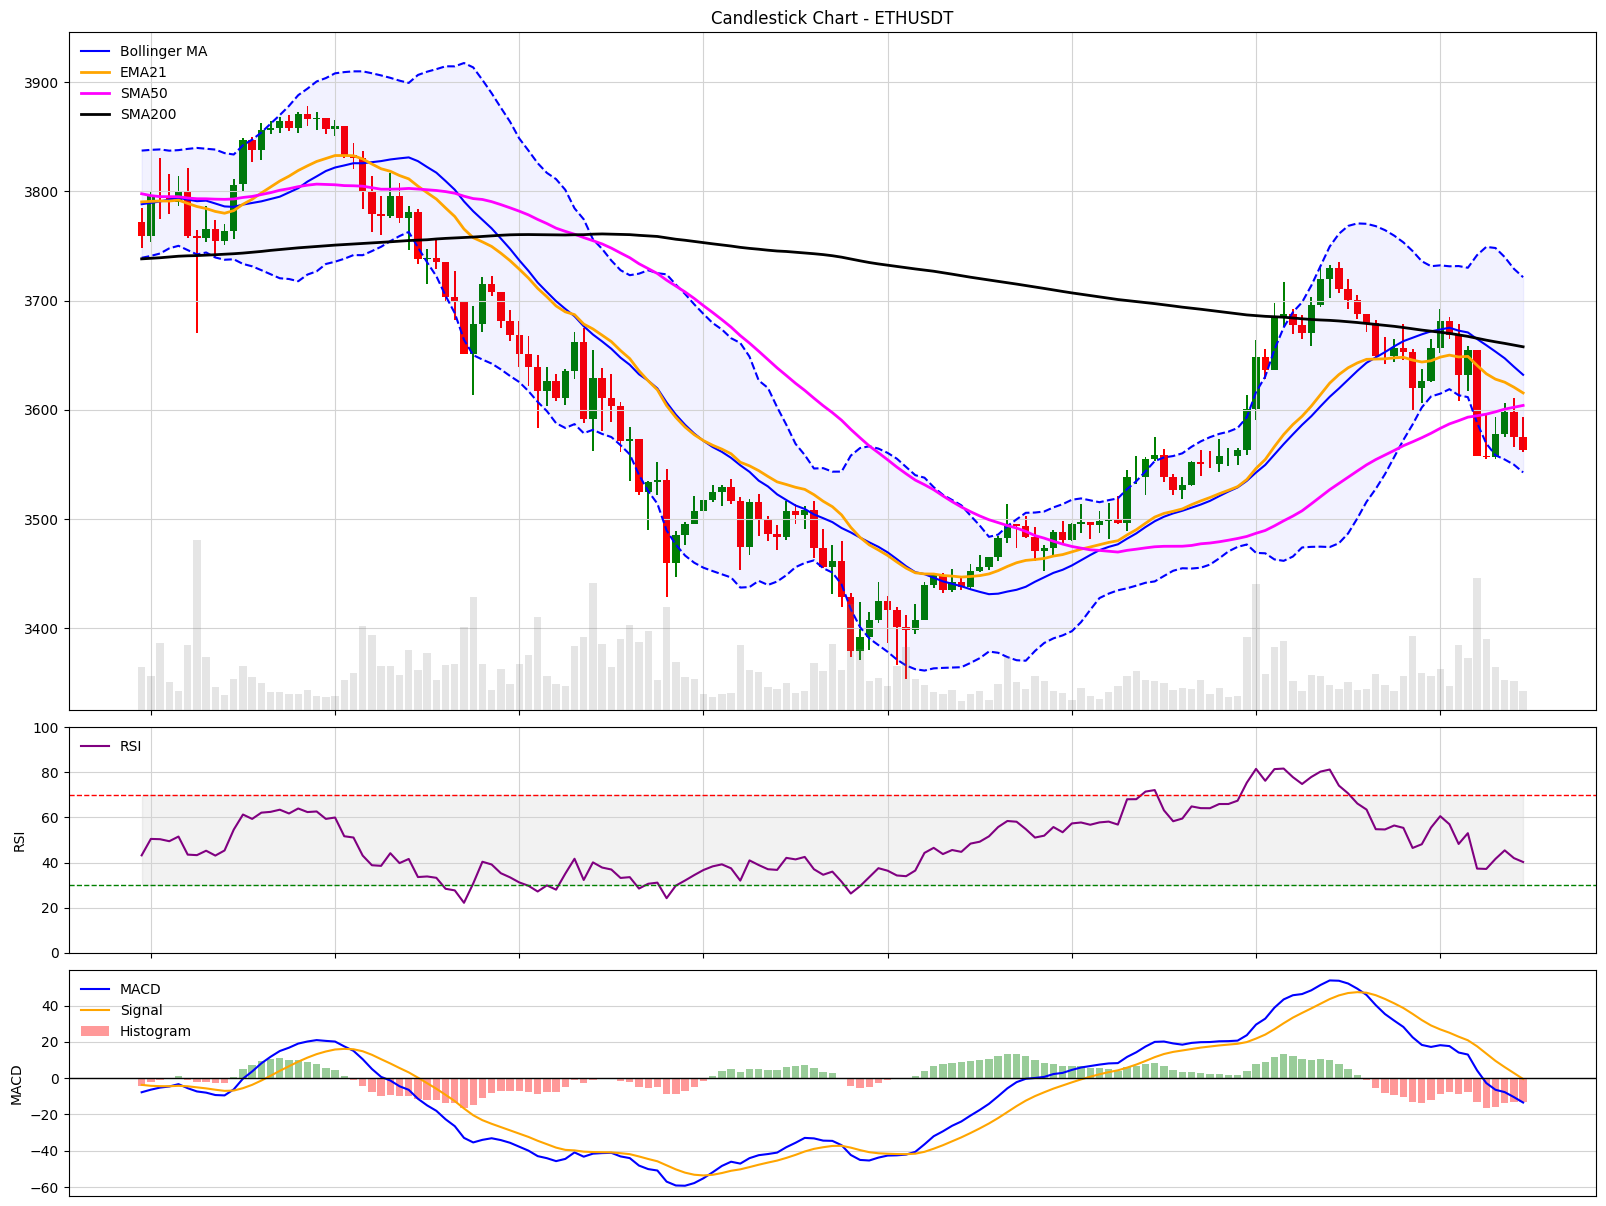 Candlestick Chart - ETHUSDT
Bollinger MA
EMA21
SMA50
SMA200
3900
3800
3700
3600
3500
3400
RSI
100
80
60
40
20
0
RSI
MACD
Signal
Histogram
40
20
0
−20
−40
−60
MACD